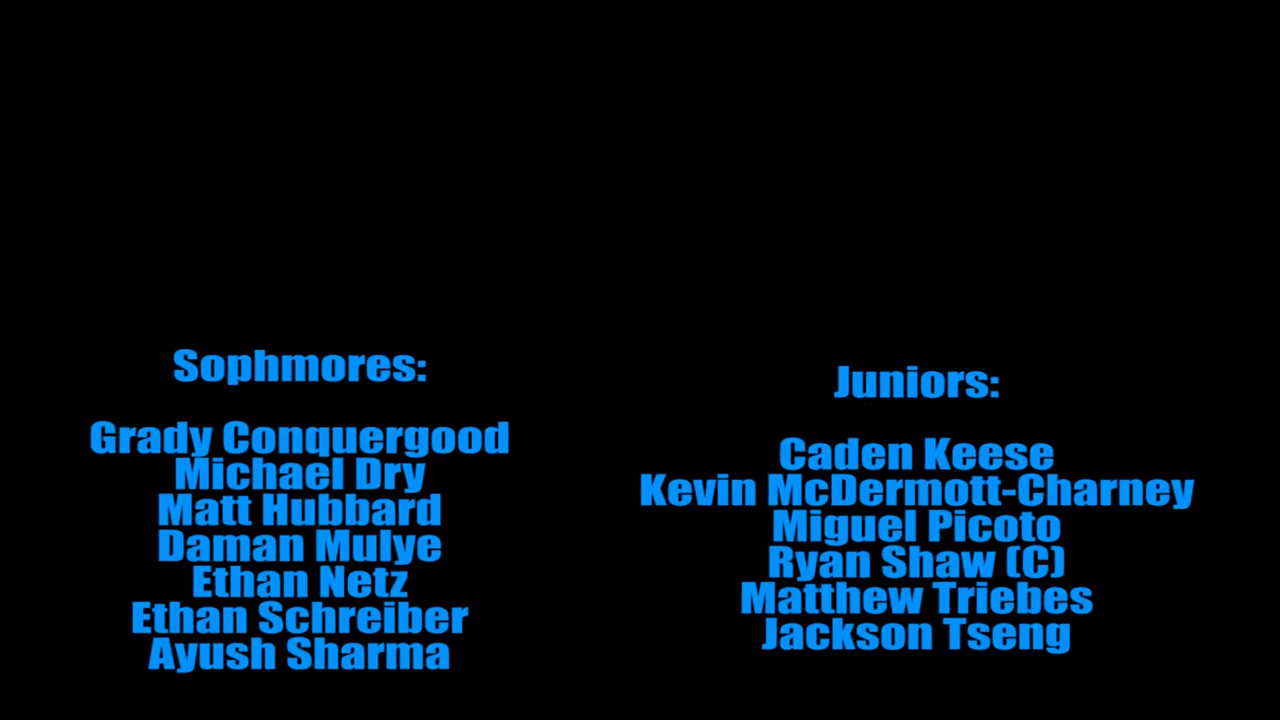 Sophmores:
Grady Conquergood
Michael Dry
Matt Hubbard
Daman Mulye
Ethan Netz
Ethan Schreiber
Ayush Sharma
Juniors:
Caden Keese
Kevin McDermott-Charney
Miguel Picoto
Ryan Shaw (C)
Matthew Triebes
Jackson Tseng